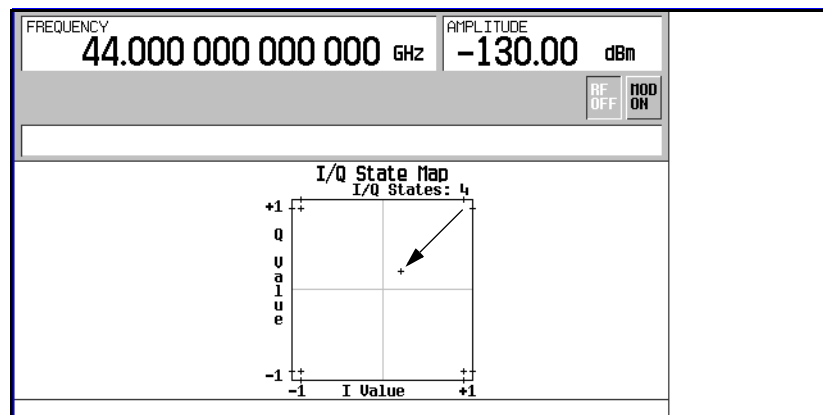 FREQUENCY
44.000 000 000 000 GHz
AMPLITUDE
-130.00 dBm
RF OFF
MOD ON
I/Q State Map
I/Q States: 4
+1
Q Value
-1
-1 I Value +1